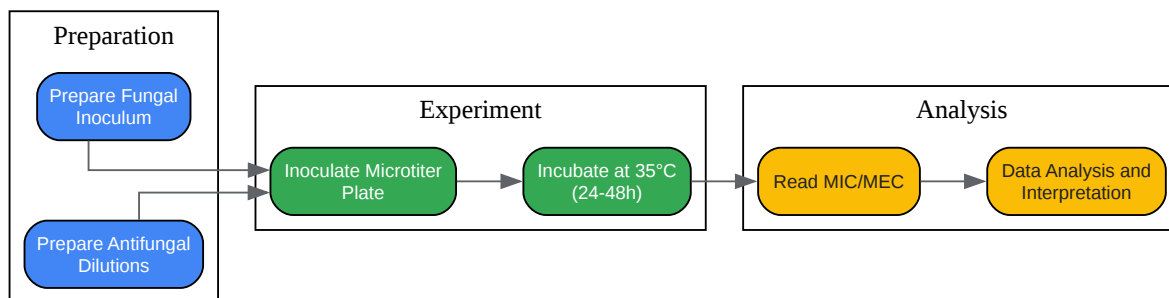 Preparation
Prepare Fungal
Inoculum
Prepare Antifungal
Dilutions
Experiment
Inoculate Microtiter
Plate
Incubate at 35°C
(24-48h)
Analysis
Read MIC/MEC
Data Analysis and
Interpretation